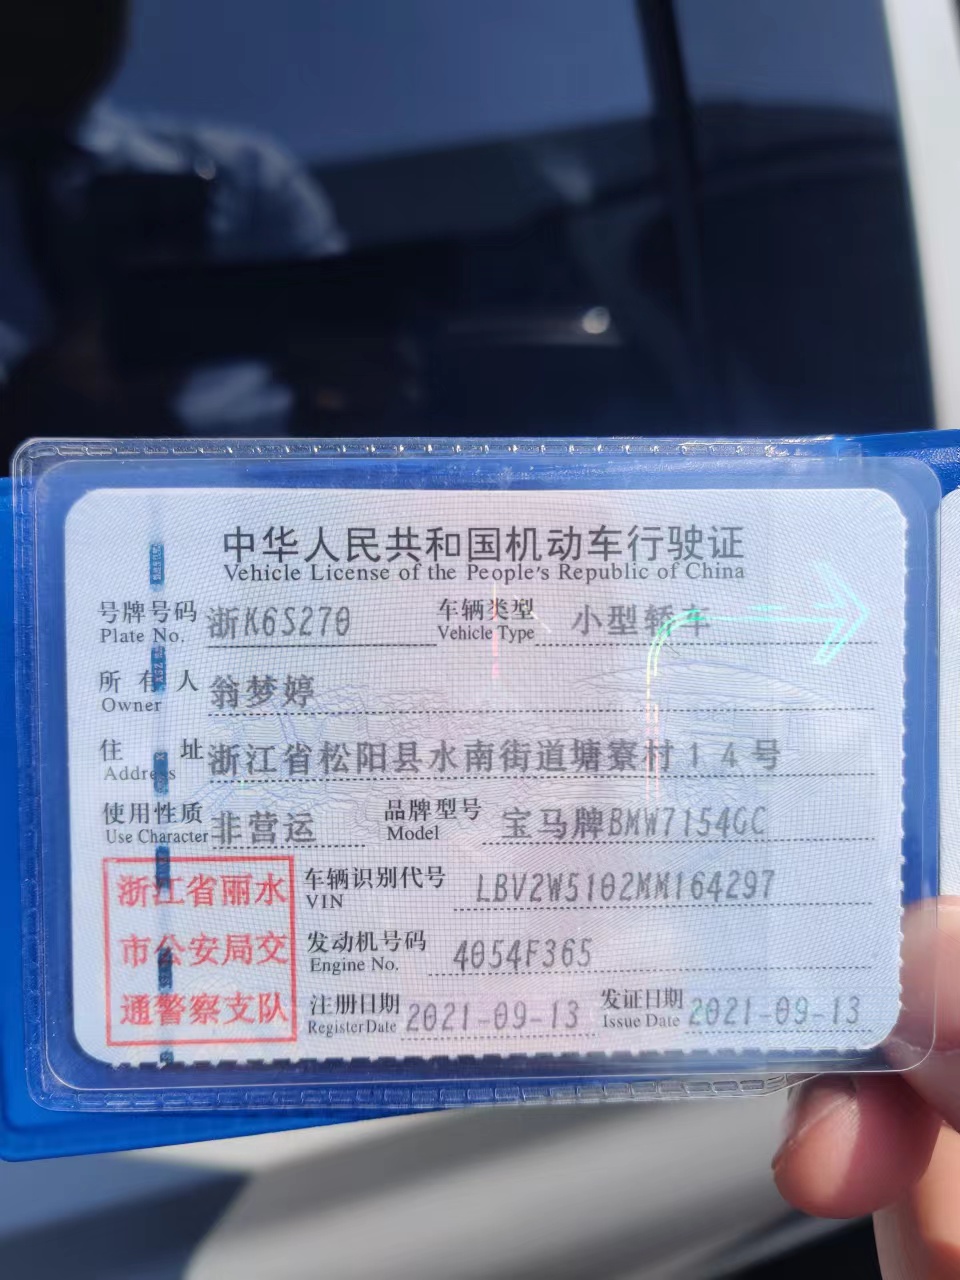 中华人民共和国机动车行驶证
Vehicle License of the People's Republic of China
号牌号码 浙K6S270 车辆类型 小型轿车
Plate No. Vehicle Type
所有人 翁梦婷
Owner
住址 浙江省松阳县水南街道塘寮村14号
Address
使用性质 非营运 品牌型号 宝马牌BMW7154GC
Use Character Model
浙江省丽水
市公安局交
通警察支队
车辆识别代号 LBV2W5102MM164297
VIN
发动机号码 4054F365
Engine No.
注册日期 2021-09-13 发证日期 2021-09-13
Register Date Issue Date